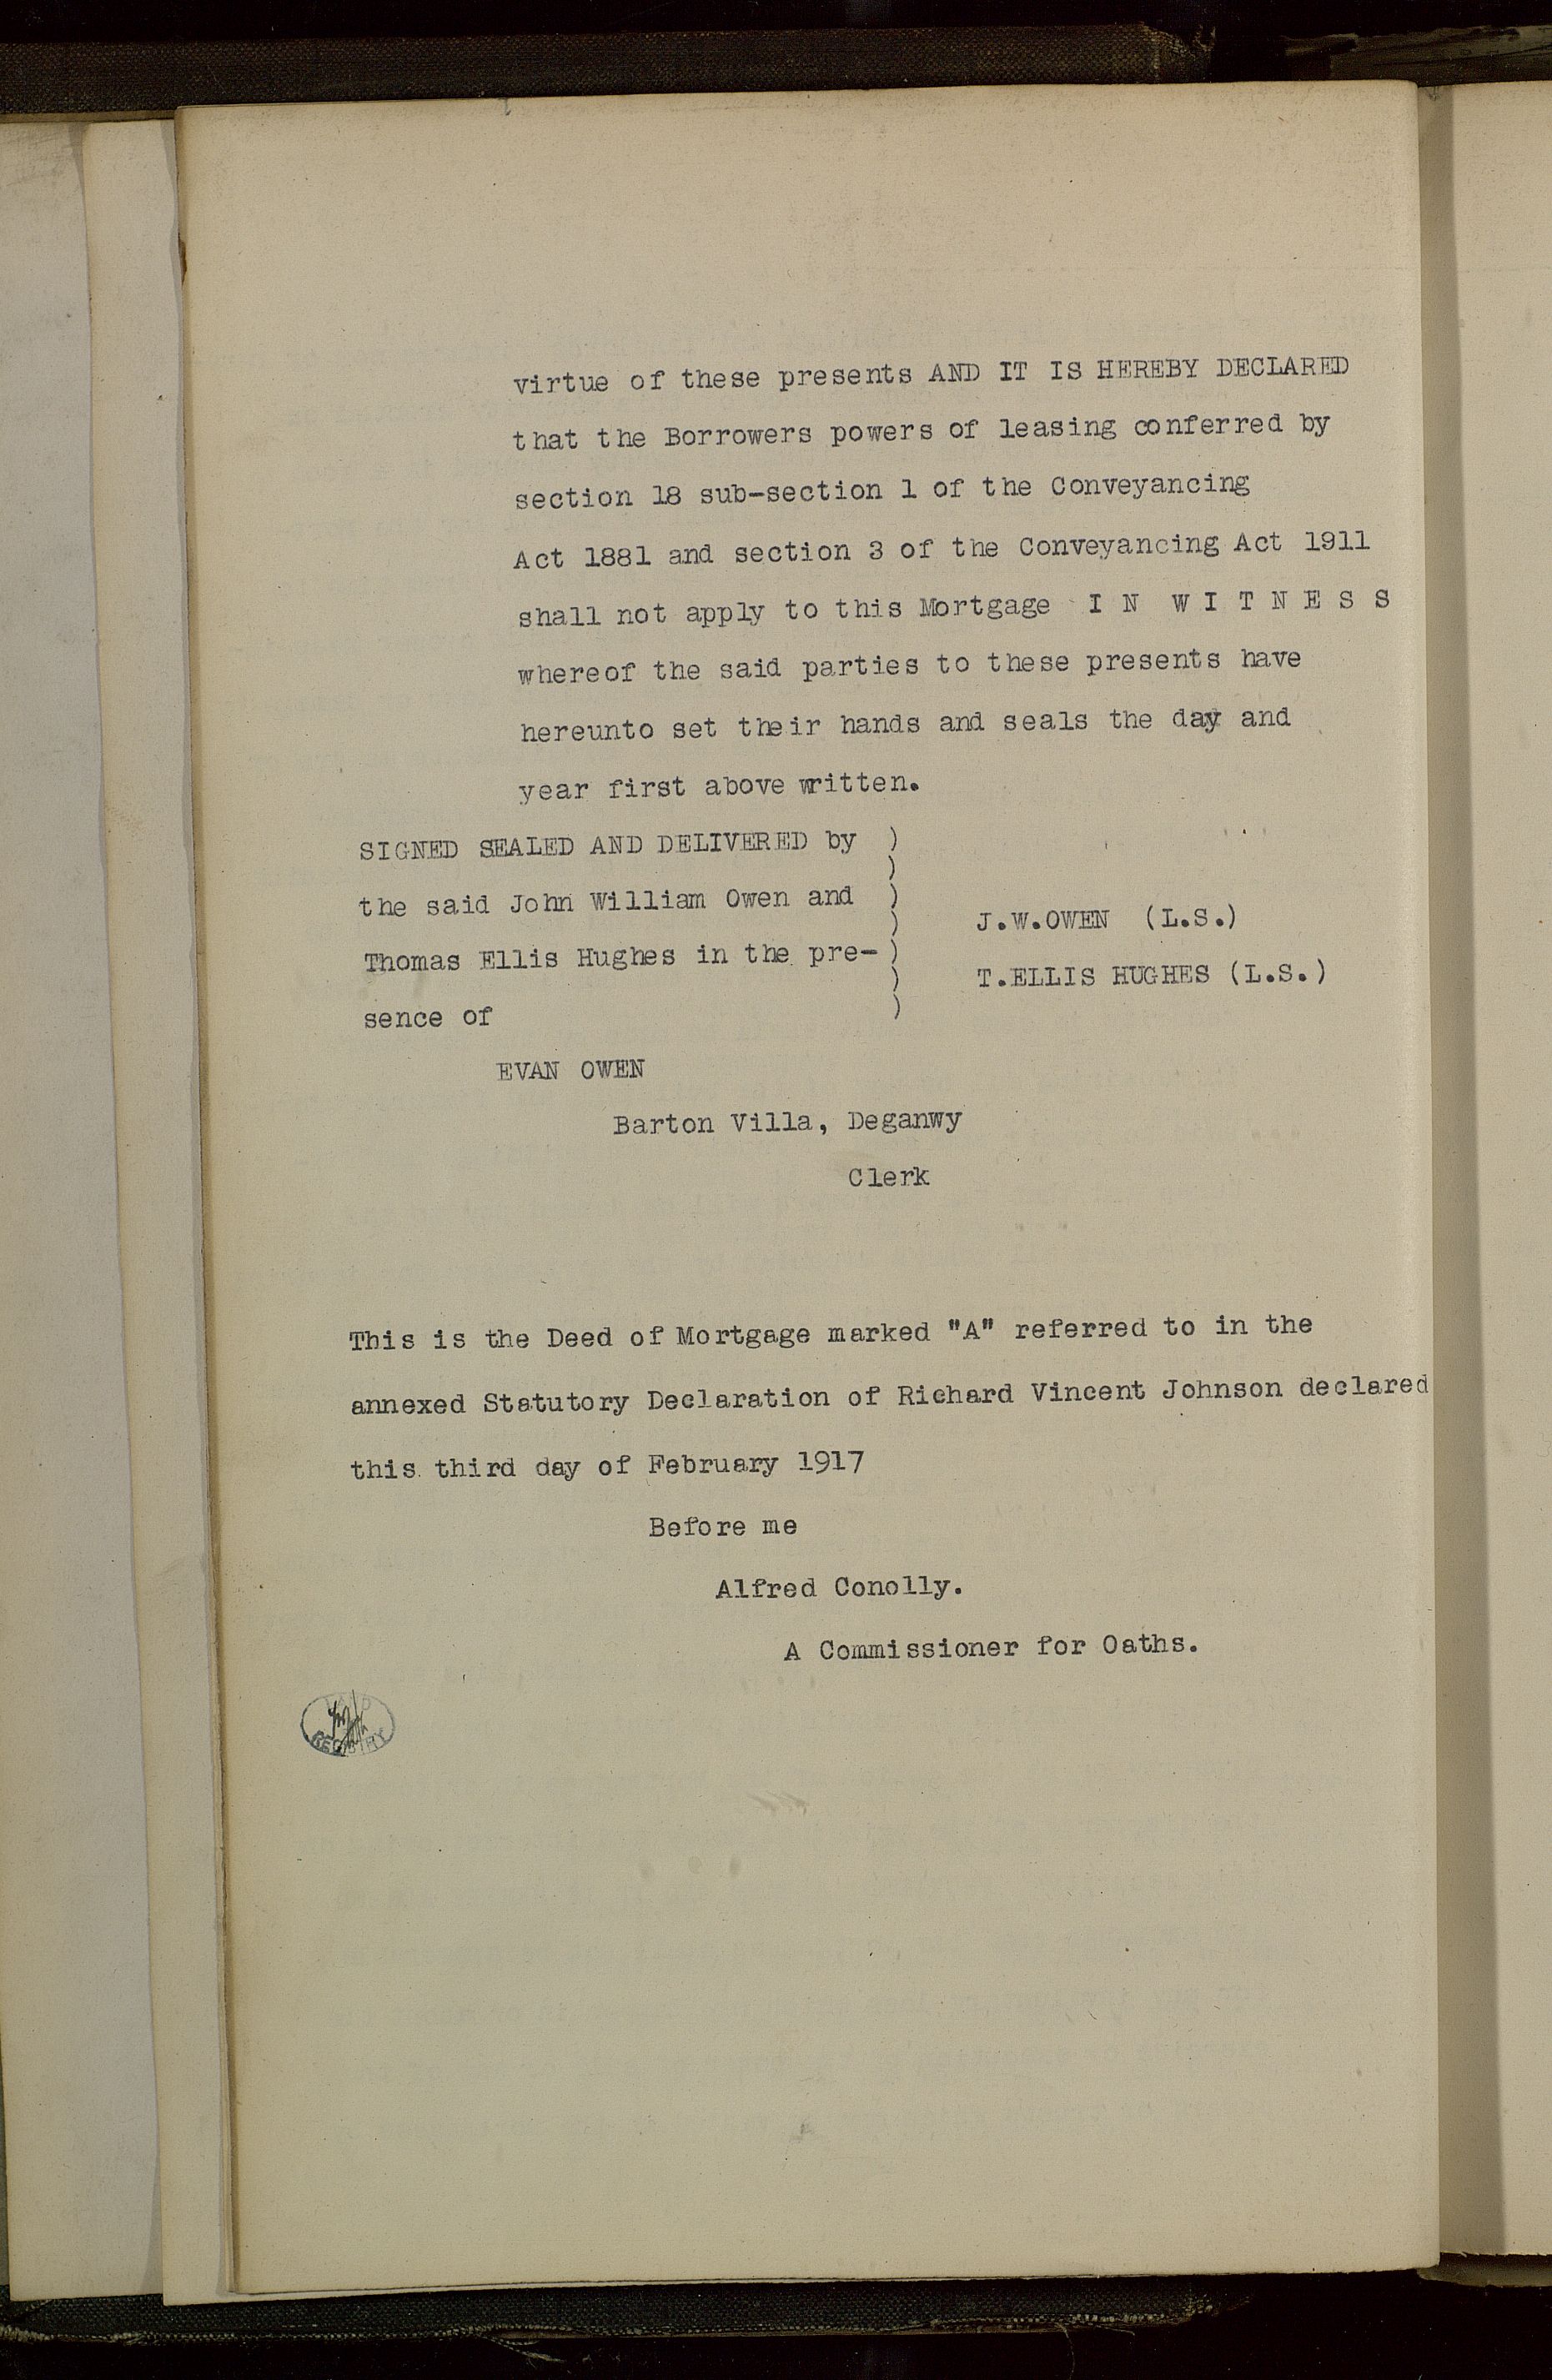 virtue of these presents AND IT IS HEREBY DECLARED
that the Borrowers powers of leasing conferred by
section 18 sub-section 1 of the Conveyancing
Act 1881 and section 3 of the Conveyancing Act 1911
shall not apply to this Mortgage I N W I T N E S S
whereof the said parties to these presents have
hereunto set their hands and seals the day and
year first above written.
SIGNED SEALED AND DELIVERED by )
)
the said John William Owen and )
) J.W.OWEN (L.S.)
Thomas Ellis Hughes in the pre- )
) T.ELLIS HUGHES (L.S.)
sence of )
EVAN OWEN
Barton Villa, Deganwy
Clerk
This is the Deed of Mortgage marked "A" referred to in the
annexed Statutory Declaration of Richard Vincent Johnson declared
this third day of February 1917
Before me
Alfred Conolly.
A Commissioner for Oaths.
REGISTRY